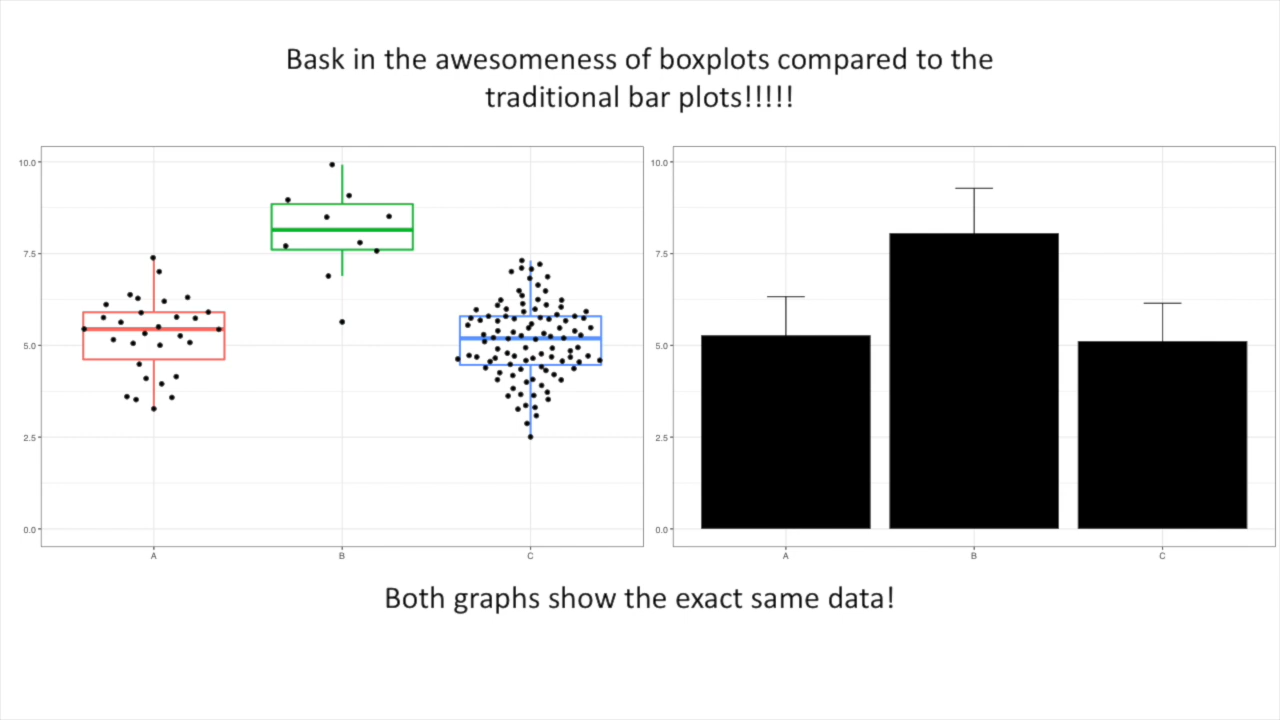 Bask in the awesomeness of boxplots compared to the
traditional bar plots!!!!!
10.0
7.5
5.0
2.5
0.0
A B C
10.0
7.5
5.0
2.5
0.0
A B C
Both graphs show the exact same data!